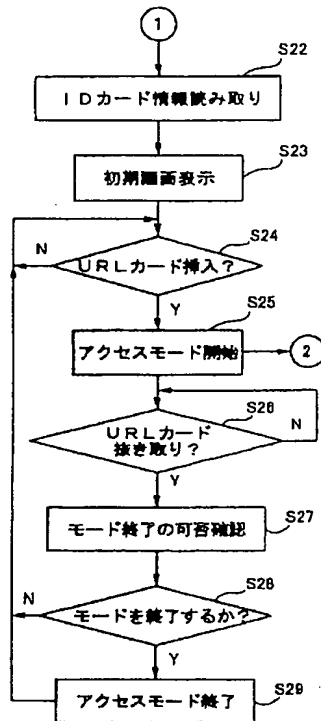 1
S22
IDカード情報読み取り
S23
初期画面表示
S24
N
URLカード挿入?
Y
S25
アクセスモード開始
2
S26
N
URLカード
抜き取り?
Y
S27
モード終了の可否確認
S28
N
モードを終了するか?
Y
S29
アクセスモード終了